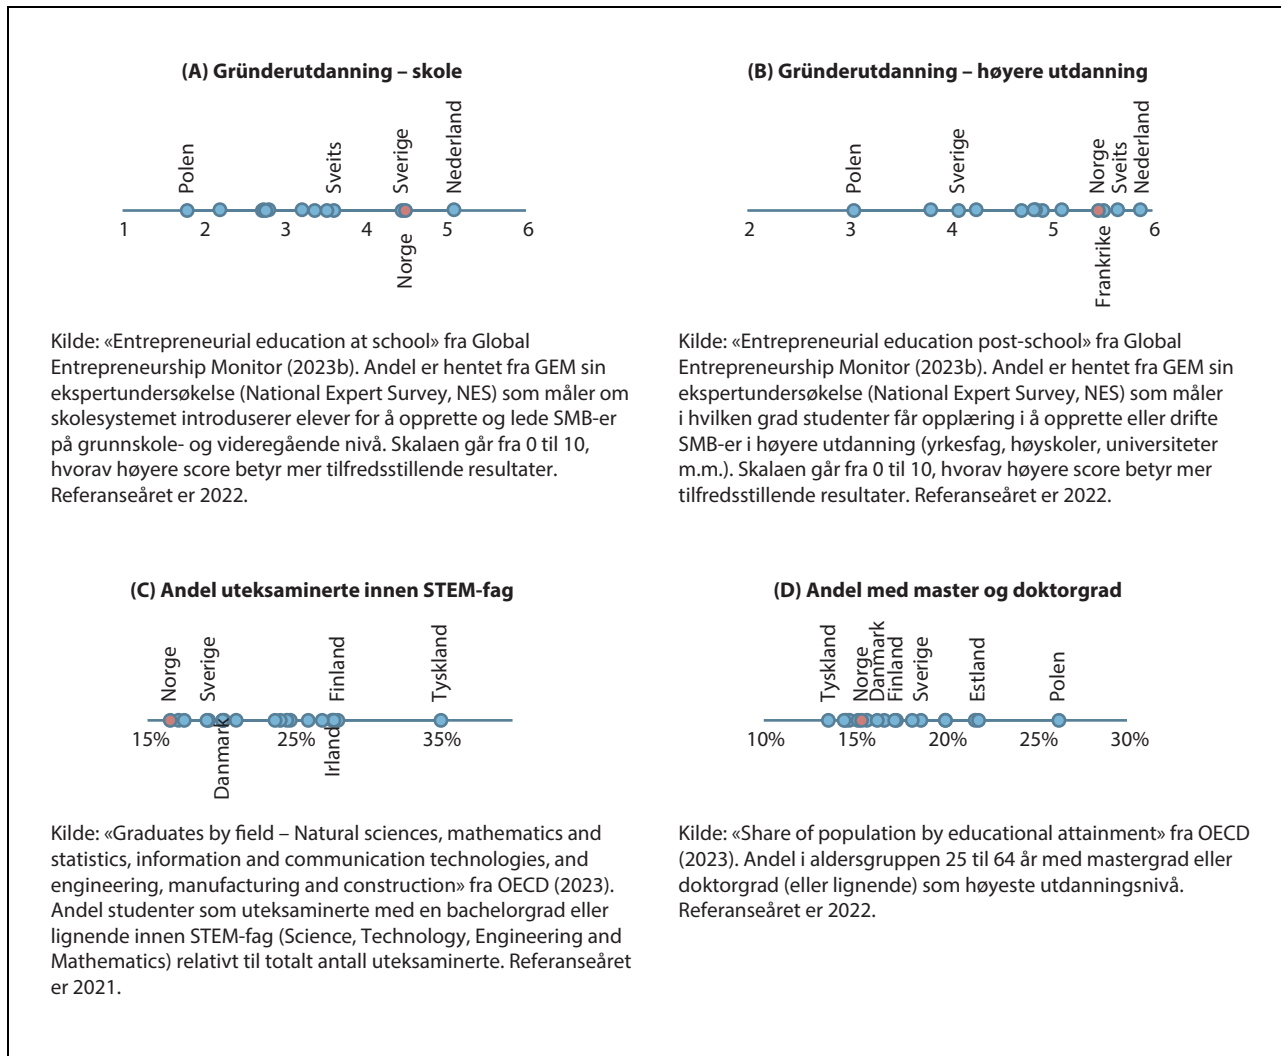 (A) Gründerutdanning – skole
Polen
Sveits
Sverige
Nederland
1 2 3 4 5 6
Norge
Kilde: «Entrepreneurial education at school» fra Global
Entrepreneurship Monitor (2023b). Andel er hentet fra GEM sin
ekspertundersøkelse (National Expert Survey, NES) som måler om
skolesystemet introduserer elever for å opprette og lede SMB-er
på grunnskole- og videregående nivå. Skalaen går fra 0 til 10,
hvorav høyere score betyr mer tilfredsstillende resultater.
Referanseåret er 2022.
(B) Gründerutdanning – høyere utdanning
Polen
Sverige
Norge
Sveits
Nederland
2 3 4 5 6
Frankrike
Kilde: «Entrepreneurial education post-school» fra Global
Entrepreneurship Monitor (2023b). Andel er hentet fra GEM sin
ekspertundersøkelse (National Expert Survey, NES) som måler
i hvilken grad studenter får opplæring i å opprette eller drifte
SMB-er i høyere utdanning (yrkesfag, høyskoler, universiteter
m.m.). Skalaen går fra 0 til 10, hvorav høyere score betyr mer
tilfredsstillende resultater. Referanseåret er 2022.
(C) Andel uteksaminerte innen STEM-fag
Norge
Sverige
Finland
Tyskland
15% 25% 35%
Danmark
Irland
Kilde: «Graduates by field – Natural sciences, mathematics and
statistics, information and communication technologies, and
engineering, manufacturing and construction» fra OECD (2023).
Andel studenter som uteksaminerte med en bachelorgrad eller
lignende innen STEM-fag (Science, Technology, Engineering and
Mathematics) relativt til totalt antall uteksaminerte. Referanseåret
er 2021.
(D) Andel med master og doktorgrad
Tyskland
Norge
Danmark
Finland
Sverige
Estland
Polen
10% 15% 20% 25% 30%
Kilde: «Share of population by educational attainment» fra OECD
(2023). Andel i aldersgruppen 25 til 64 år med mastergrad eller
doktorgrad (eller lignende) som høyeste utdanningsnivå.
Referanseåret er 2022.